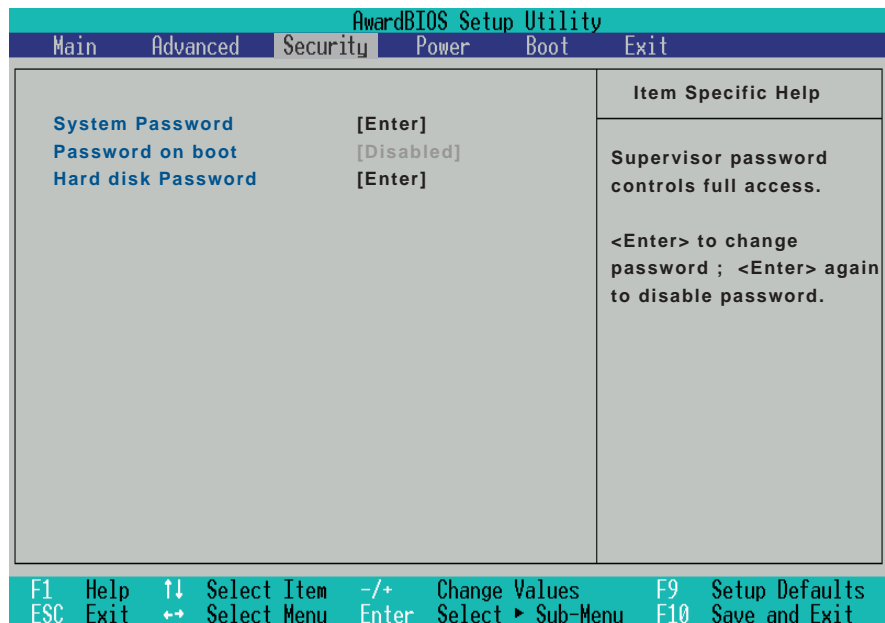 AwardBIOS Setup Utility
Main Advanced Security Power Boot Exit
Item Specific Help
System Password [Enter]
Password on boot [Disabled]
Hard disk Password [Enter]
Supervisor password
controls full access.
<Enter> to change
password ; <Enter> again
to disable password.
F1 Help ↑↓ Select Item -/+ Change Values F9 Setup Defaults
ESC Exit ←→ Select Menu Enter Select ► Sub-Menu F10 Save and Exit